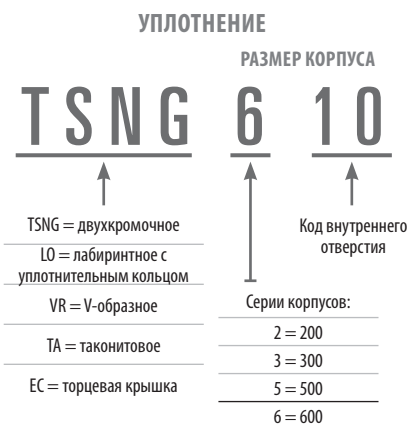 УПЛОТНЕНИЕ
РАЗМЕР КОРПУСА
TSNG 6 10
TSNG = двухкромочное
LO = лабиринтное с
уплотнительным кольцом
VR = V-образное
TA = таконитовое
EC = торцевая крышка
Код внутреннего
отверстия
Серии корпусов:
2 = 200
3 = 300
5 = 500
6 = 600